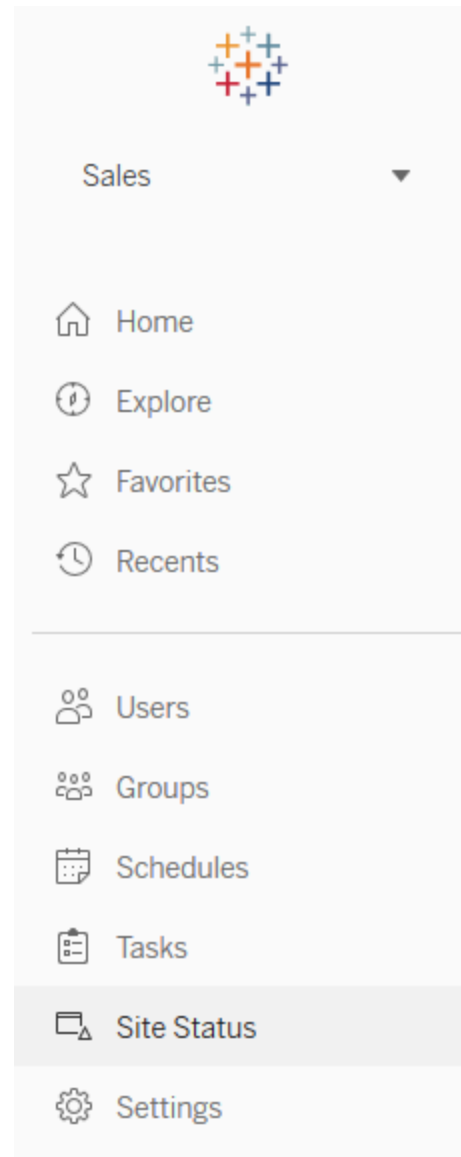 Sales
Home
Explore
Favorites
Recents
Users
Groups
Schedules
Tasks
Site Status
Settings